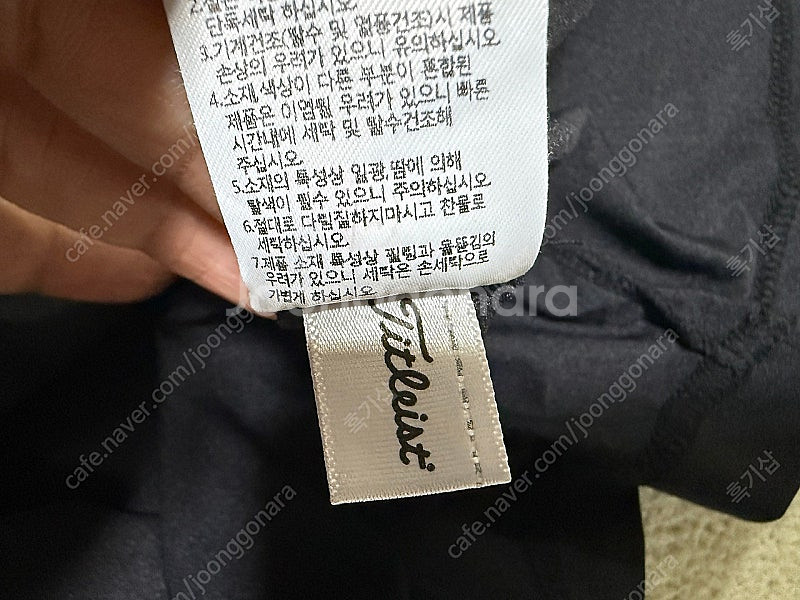 단독세탁 하십시오.
3.기계건조(탈수 및 열풍건조)시 제품
손상의 우려가 있으니 유의하십시오
4.소재,색상이 다른 부분이 혼합된
제품은 이염될 우려가 있으니 빠른
시간내에 세탁 및 탈수건조해
주십시오.
5.소재의 특성상 일광,땀에 의해
탈색이 될수 있으니 주의하십시오
6.절대로 다림질하지마시고 찬물로
세탁하십시오.
7.제품 소재 특성상 필링과 올뜯김의
우려가 있으니 세탁은 손세탁으로
가볍게 하십시오.
joonggonara
Titleist
cafe.naver.com/joonggonara
흑기삼